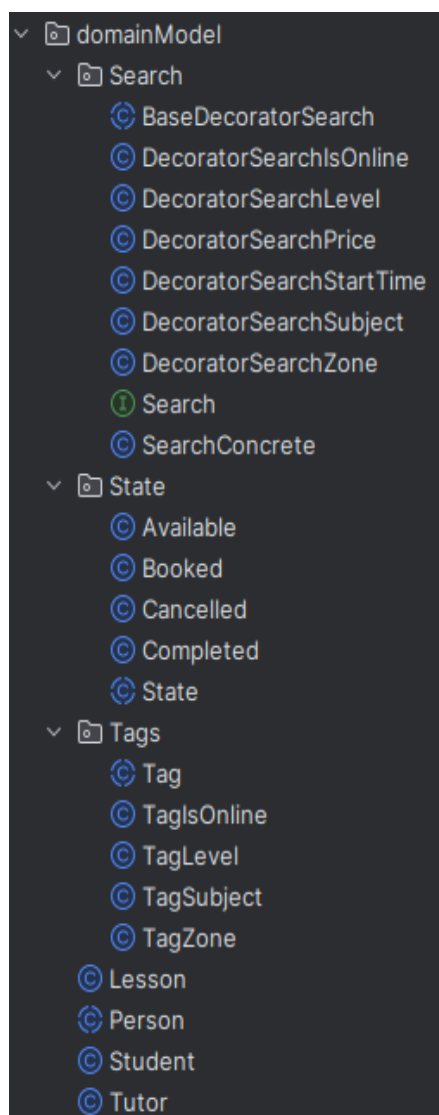 domainModel
Search
BaseDecoratorSearch
DecoratorSearchIsOnline
DecoratorSearchLevel
DecoratorSearchPrice
DecoratorSearchStartTime
DecoratorSearchSubject
DecoratorSearchZone
Search
SearchConcrete
State
Available
Booked
Cancelled
Completed
State
Tags
Tag
TagIsOnline
TagLevel
TagSubject
TagZone
Lesson
Person
Student
Tutor